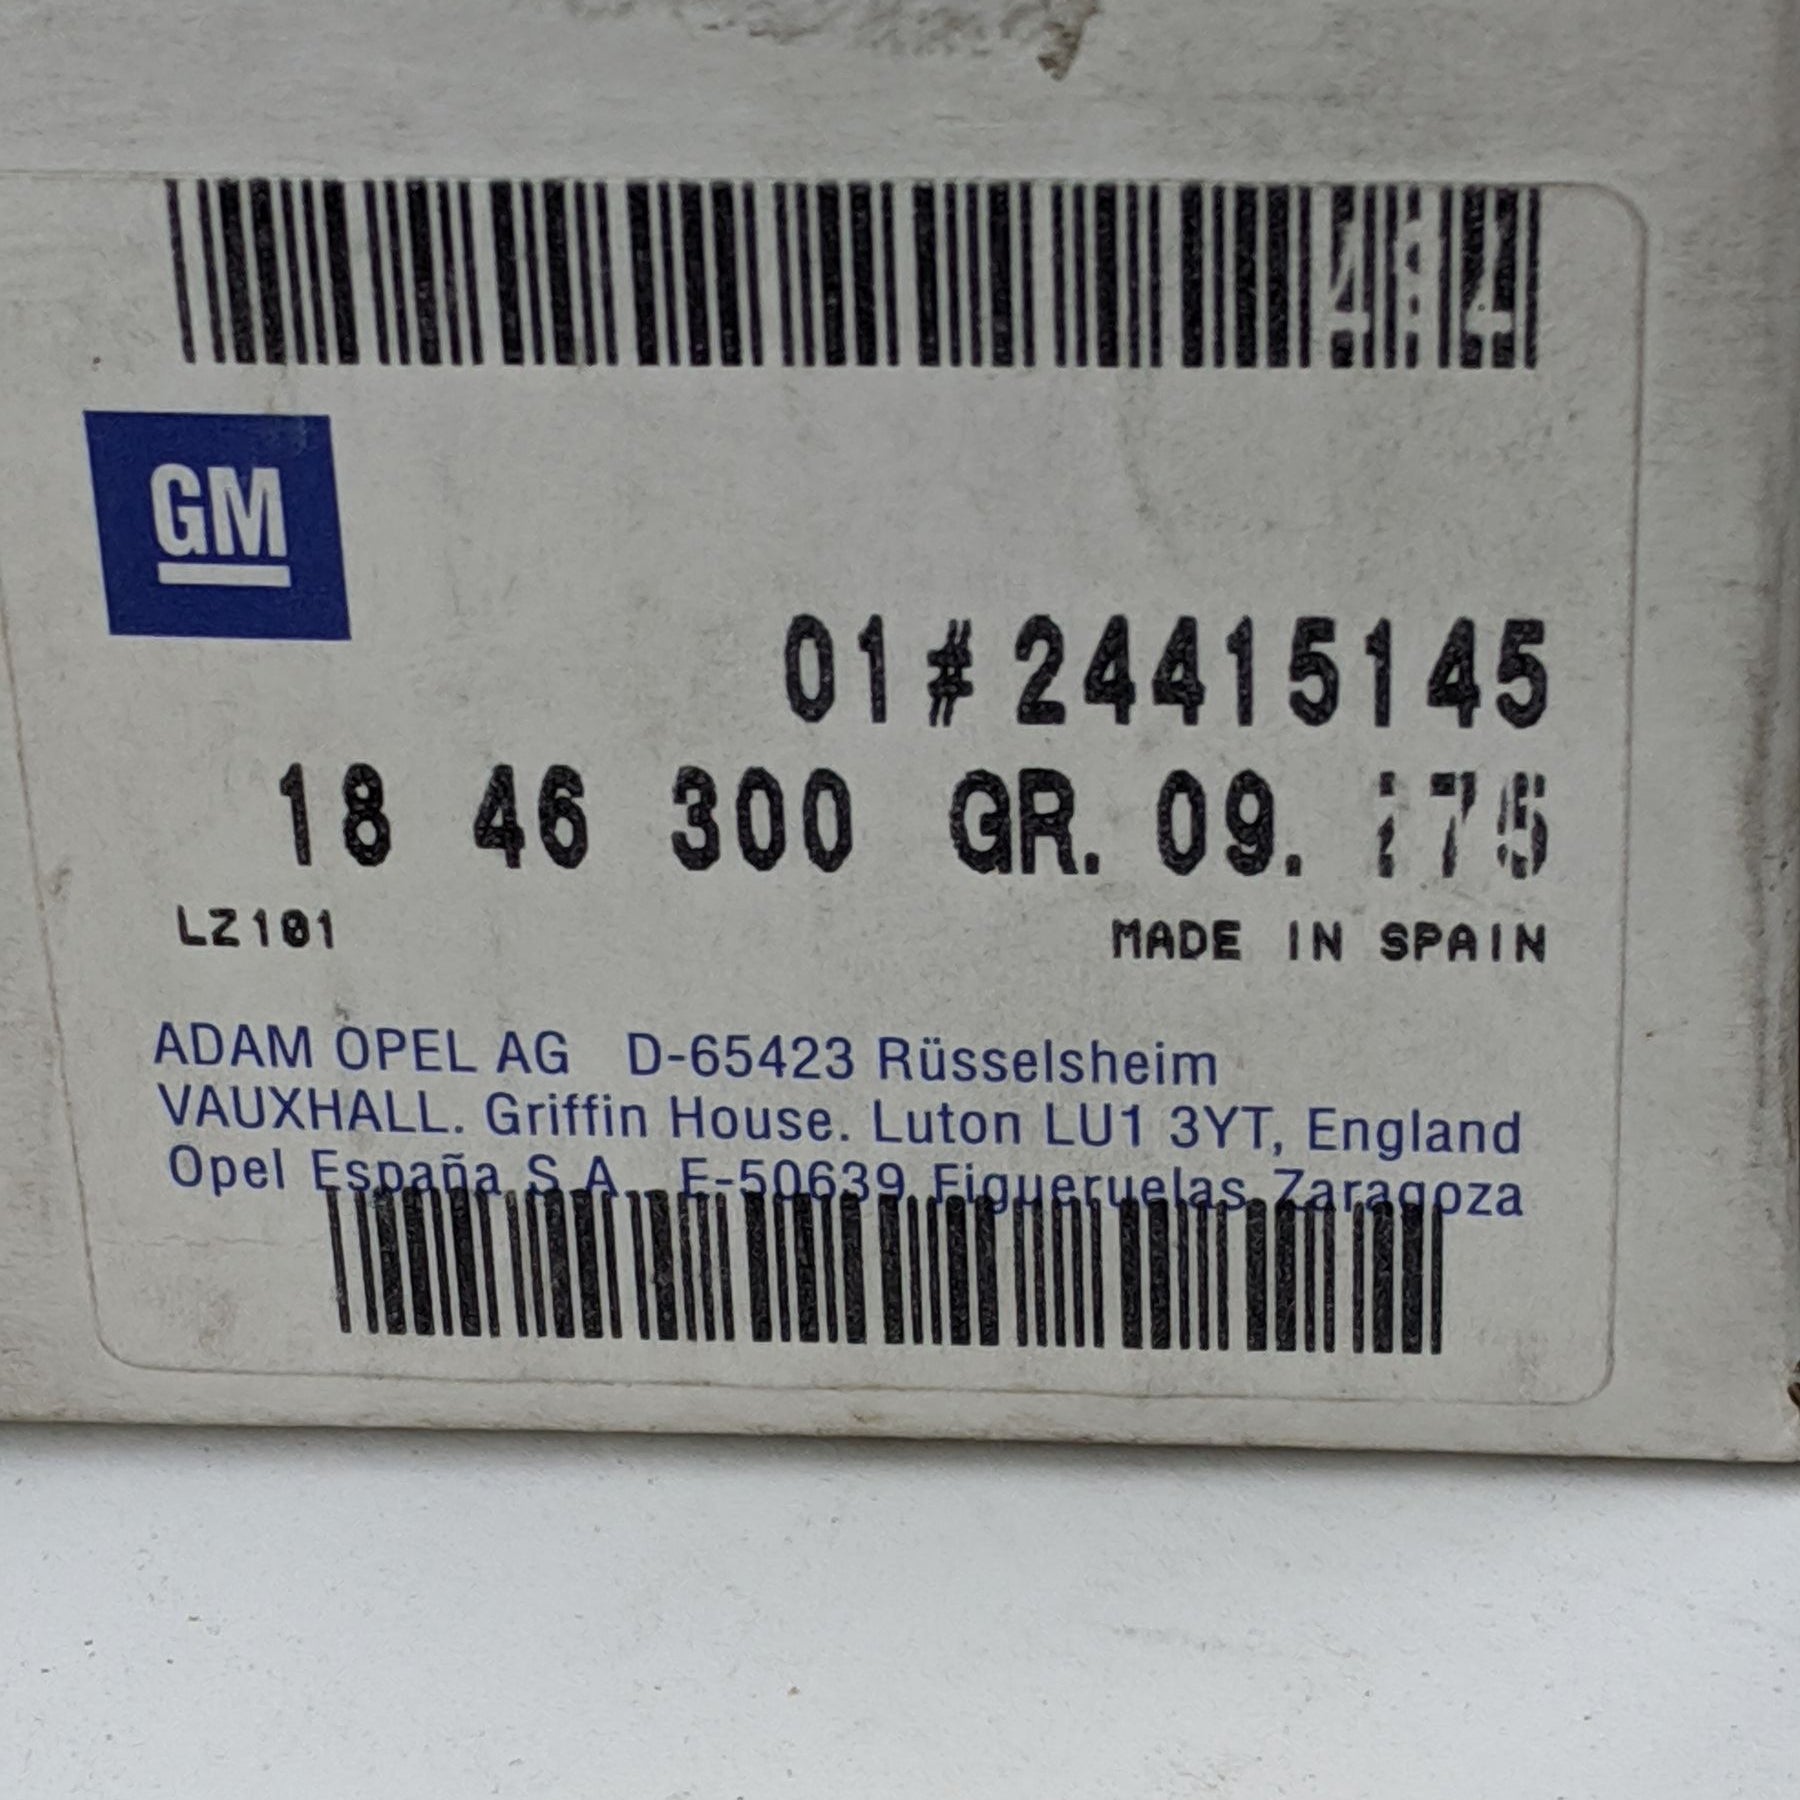 GM
01#24415145
18 46 300 GR. 09. 175
LZ101 MADE IN SPAIN
ADAM OPEL AG D-65423 Rüsselsheim
VAUXHALL. Griffin House. Luton LU1 3YT, England
Opel España S.A. E-50639 Figueruelas Zaragoza